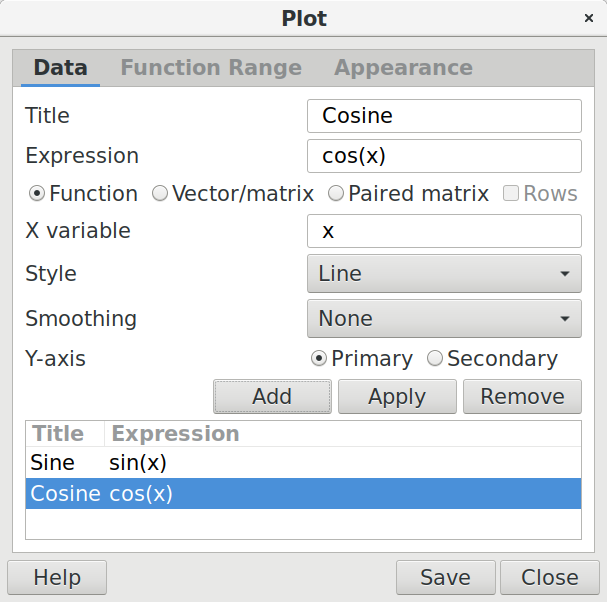 Plot
Data Function Range Appearance
Title Cosine
Expression cos(x)
Function Vector/matrix Paired matrix Rows
X variable x
Style Line
Smoothing None
Y-axis Primary Secondary
Add Apply Remove
Title Expression
Sine sin(x)
Cosine cos(x)
Help Save Close